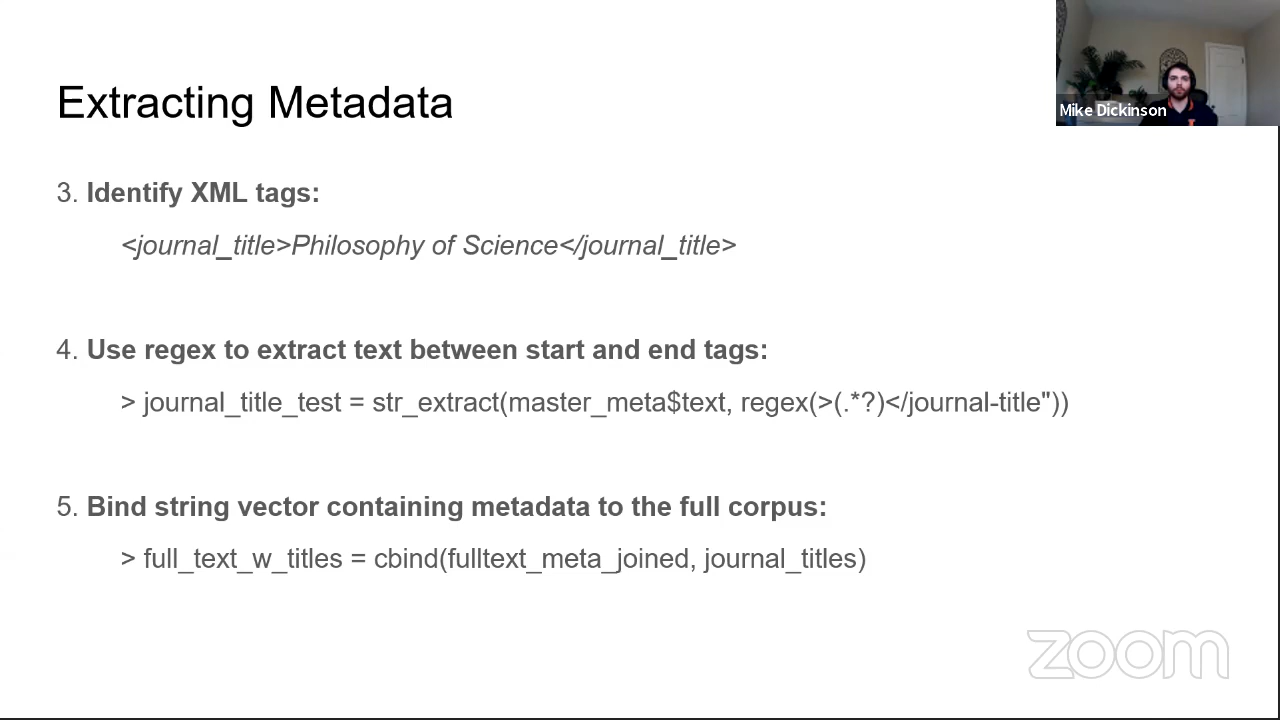 Extracting Metadata
Mike Dickinson
3. Identify XML tags:
<journal_title>Philosophy of Science</journal_title>
4. Use regex to extract text between start and end tags:
> journal_title_test = str_extract(master_meta$text, regex(>(.*?)</journal-title"))
5. Bind string vector containing metadata to the full corpus:
> full_text_w_titles = cbind(fulltext_meta_joined, journal_titles)
zoom